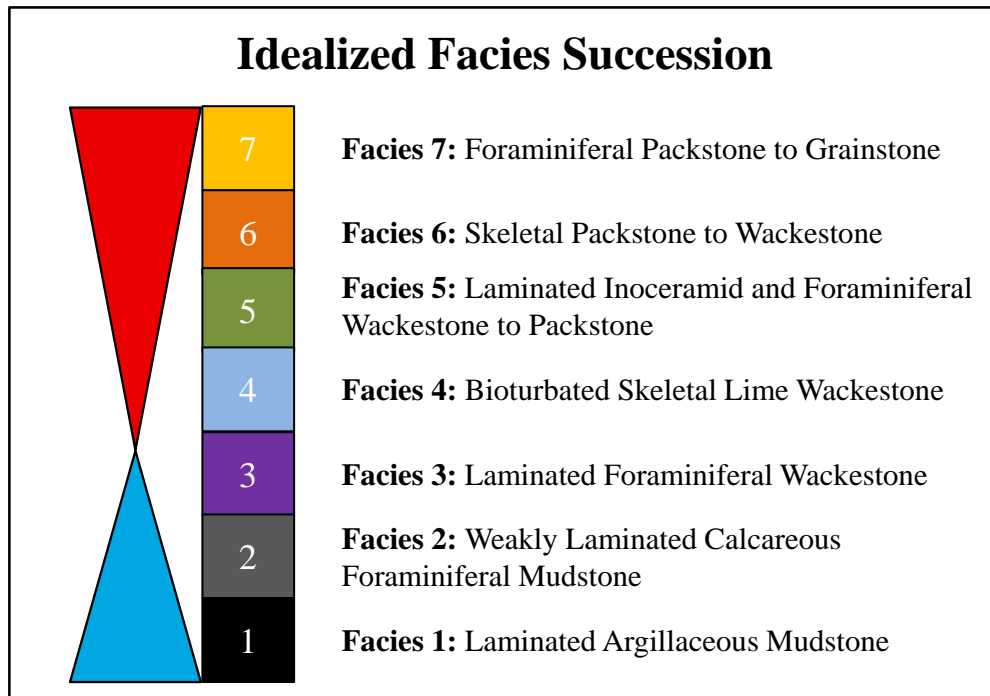 Idealized Facies Succession
7
Facies 7: Foraminiferal Packstone to Grainstone
6
Facies 6: Skeletal Packstone to Wackestone
5
Facies 5: Laminated Inoceramid and Foraminiferal
Wackestone to Packstone
4
Facies 4: Bioturbated Skeletal Lime Wackestone
3
Facies 3: Laminated Foraminiferal Wackestone
2
Facies 2: Weakly Laminated Calcareous
Foraminiferal Mudstone
1
Facies 1: Laminated Argillaceous Mudstone